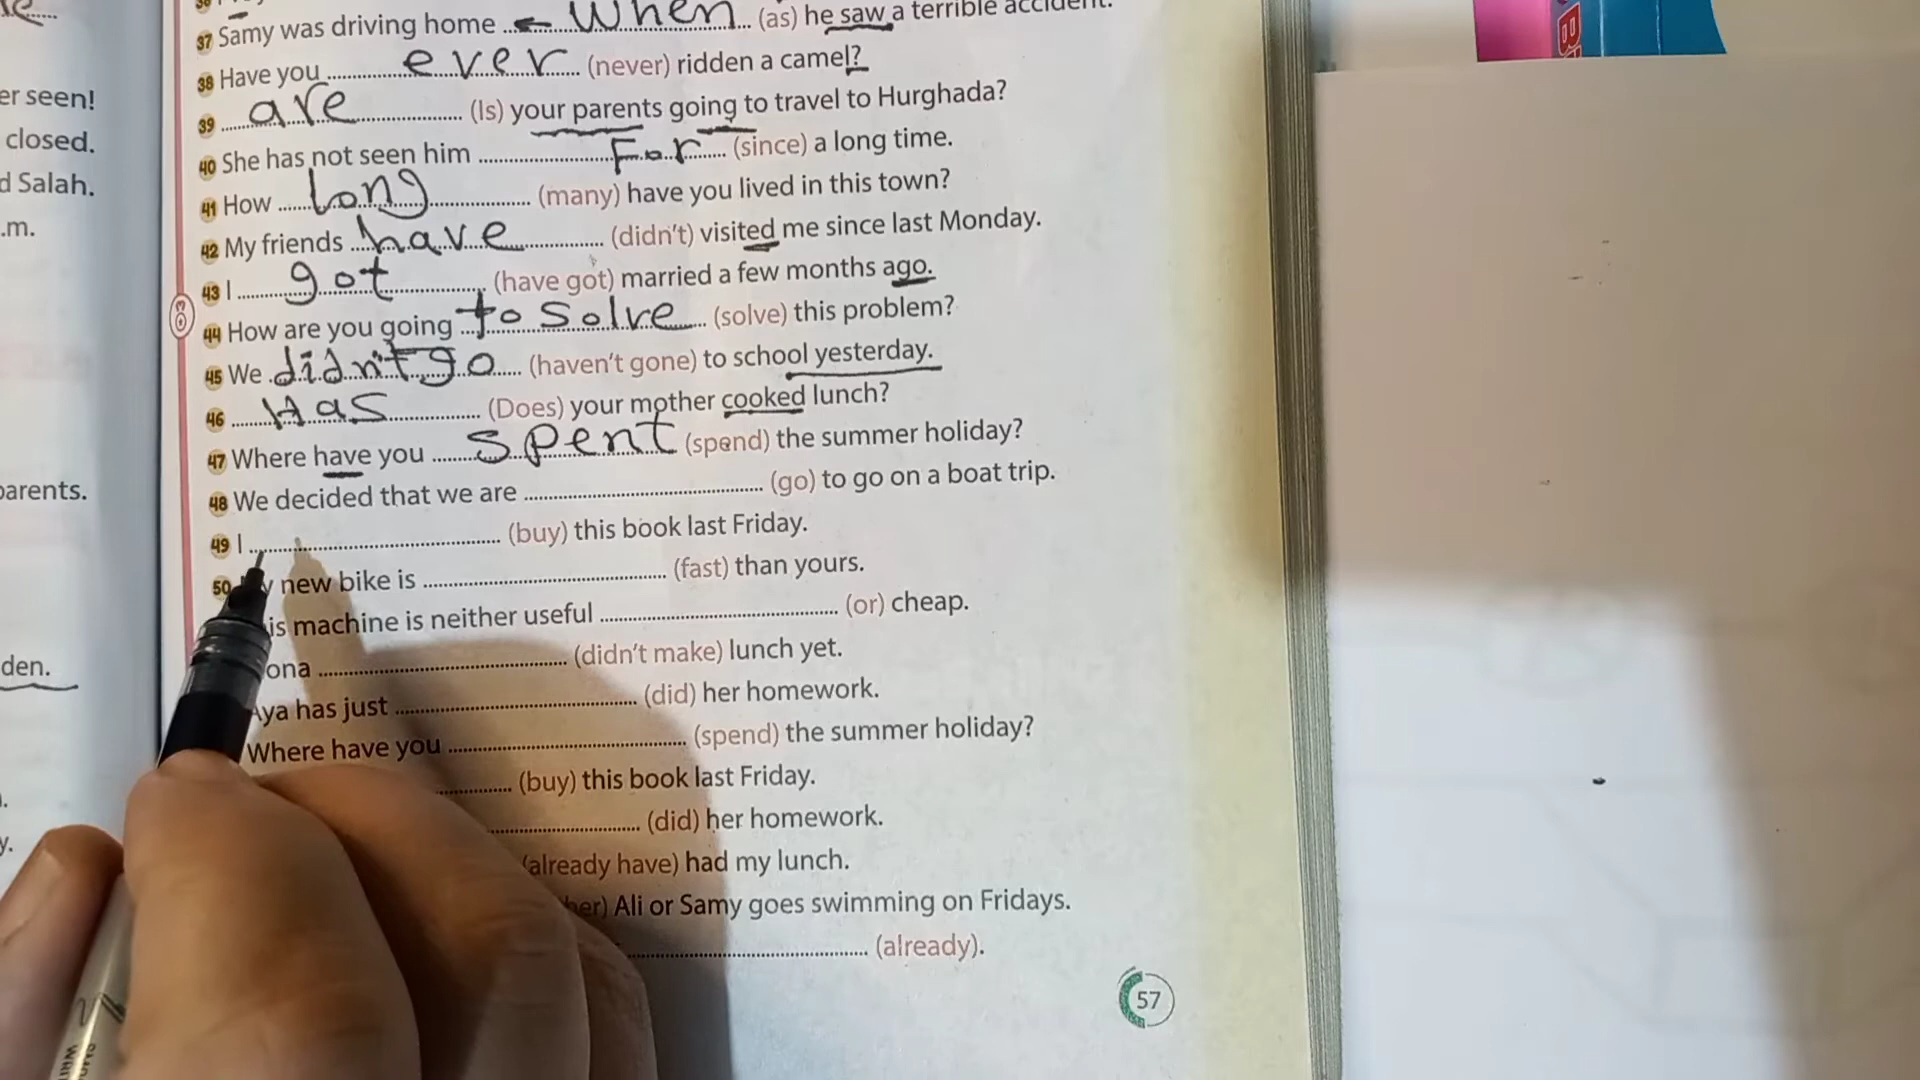 37 Samy was driving home ← when (as) he saw a terrible accident.
38 Have you ever (never) ridden a camel?
39 are (Is) your parents going to travel to Hurghada?
40 She has not seen him For (since) a long time.
41 How long (many) have you lived in this town?
42 My friends have (didn't) visited me since last Monday.
43 I got (have got) married a few months ago.
44 How are you going to solve (solve) this problem?
45 We didn't go (haven't gone) to school yesterday.
46 Has (Does) your mother cooked lunch?
47 Where have you spent (spend) the summer holiday?
48 We decided that we are (go) to go on a boat trip.
49 I (buy) this book last Friday.
50 new bike is (fast) than yours.
is machine is neither useful (or) cheap.
ona (didn't make) lunch yet.
Aya has just (did) her homework.
Where have you (spend) the summer holiday?
(buy) this book last Friday.
(did) her homework.
(already have) had my lunch.
Ali or Samy goes swimming on Fridays.
(already).
57
er seen!
closed.
d Salah.
.m.
parents.
den.
y.